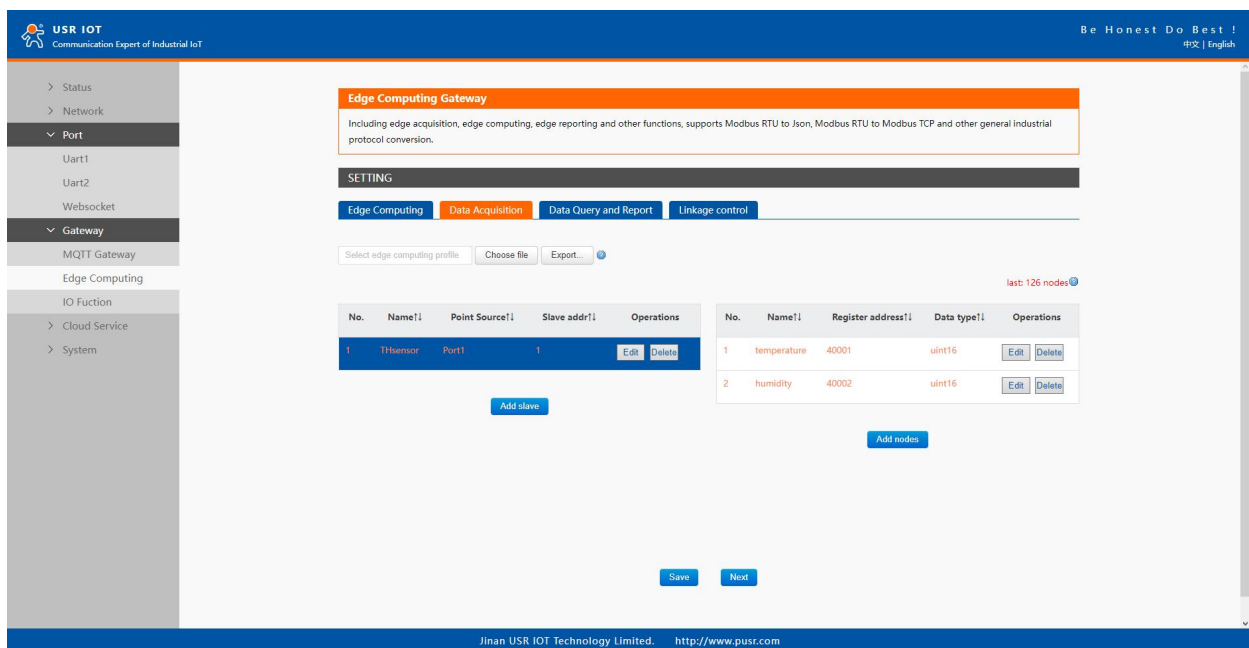 USR IOT
Communication Expert of Industrial IoT
Be Honest Do Best !
中文 | English
Status
Network
Port
Uart1
Uart2
Websocket
Gateway
MQTT Gateway
Edge Computing
IO Fuction
Cloud Service
System
Edge Computing Gateway
Including edge acquisition, edge computing, edge reporting and other functions, supports Modbus RTU to Json, Modbus RTU to Modbus TCP and other general industrial
protocol conversion.
SETTING
Edge Computing Data Acquisition Data Query and Report Linkage control
Select edge computing profile Choose file Export...
last: 126 nodes
No. Name↑↓ Point Source↑↓ Slave addr↑↓ Operations
1 THsensor Port1 1 Edit Delete
Add slave
No. Name↑↓ Register address↑↓ Data type↑↓ Operations
1 temperature 40001 uint16 Edit Delete
2 humidity 40002 uint16 Edit Delete
Add nodes
Save Next
Jinan USR IOT Technology Limited. http://www.pusr.com